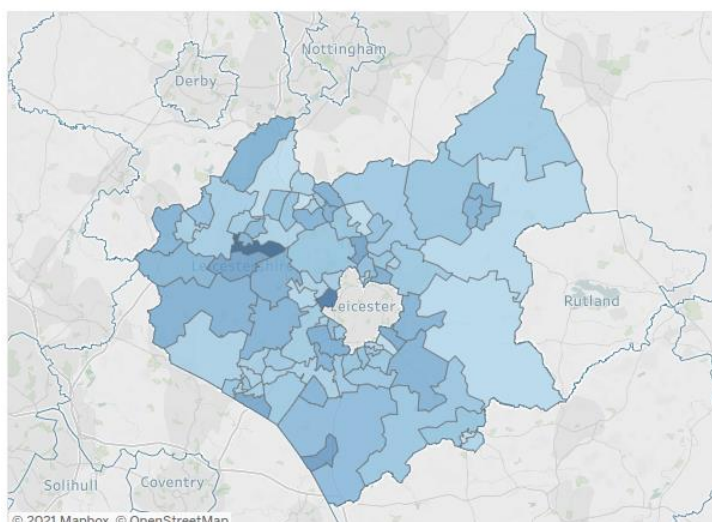 Nottingham
Derby
Leicestershire
Leicester
Rutland
Solihull
Coventry
© 2021 Mapbox © OpenStreetMap